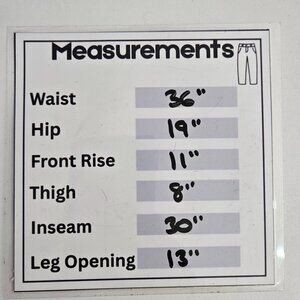 Measurements
Waist 36"
Hip 19"
Front Rise 11"
Thigh 8"
Inseam 30"
Leg Opening 13"